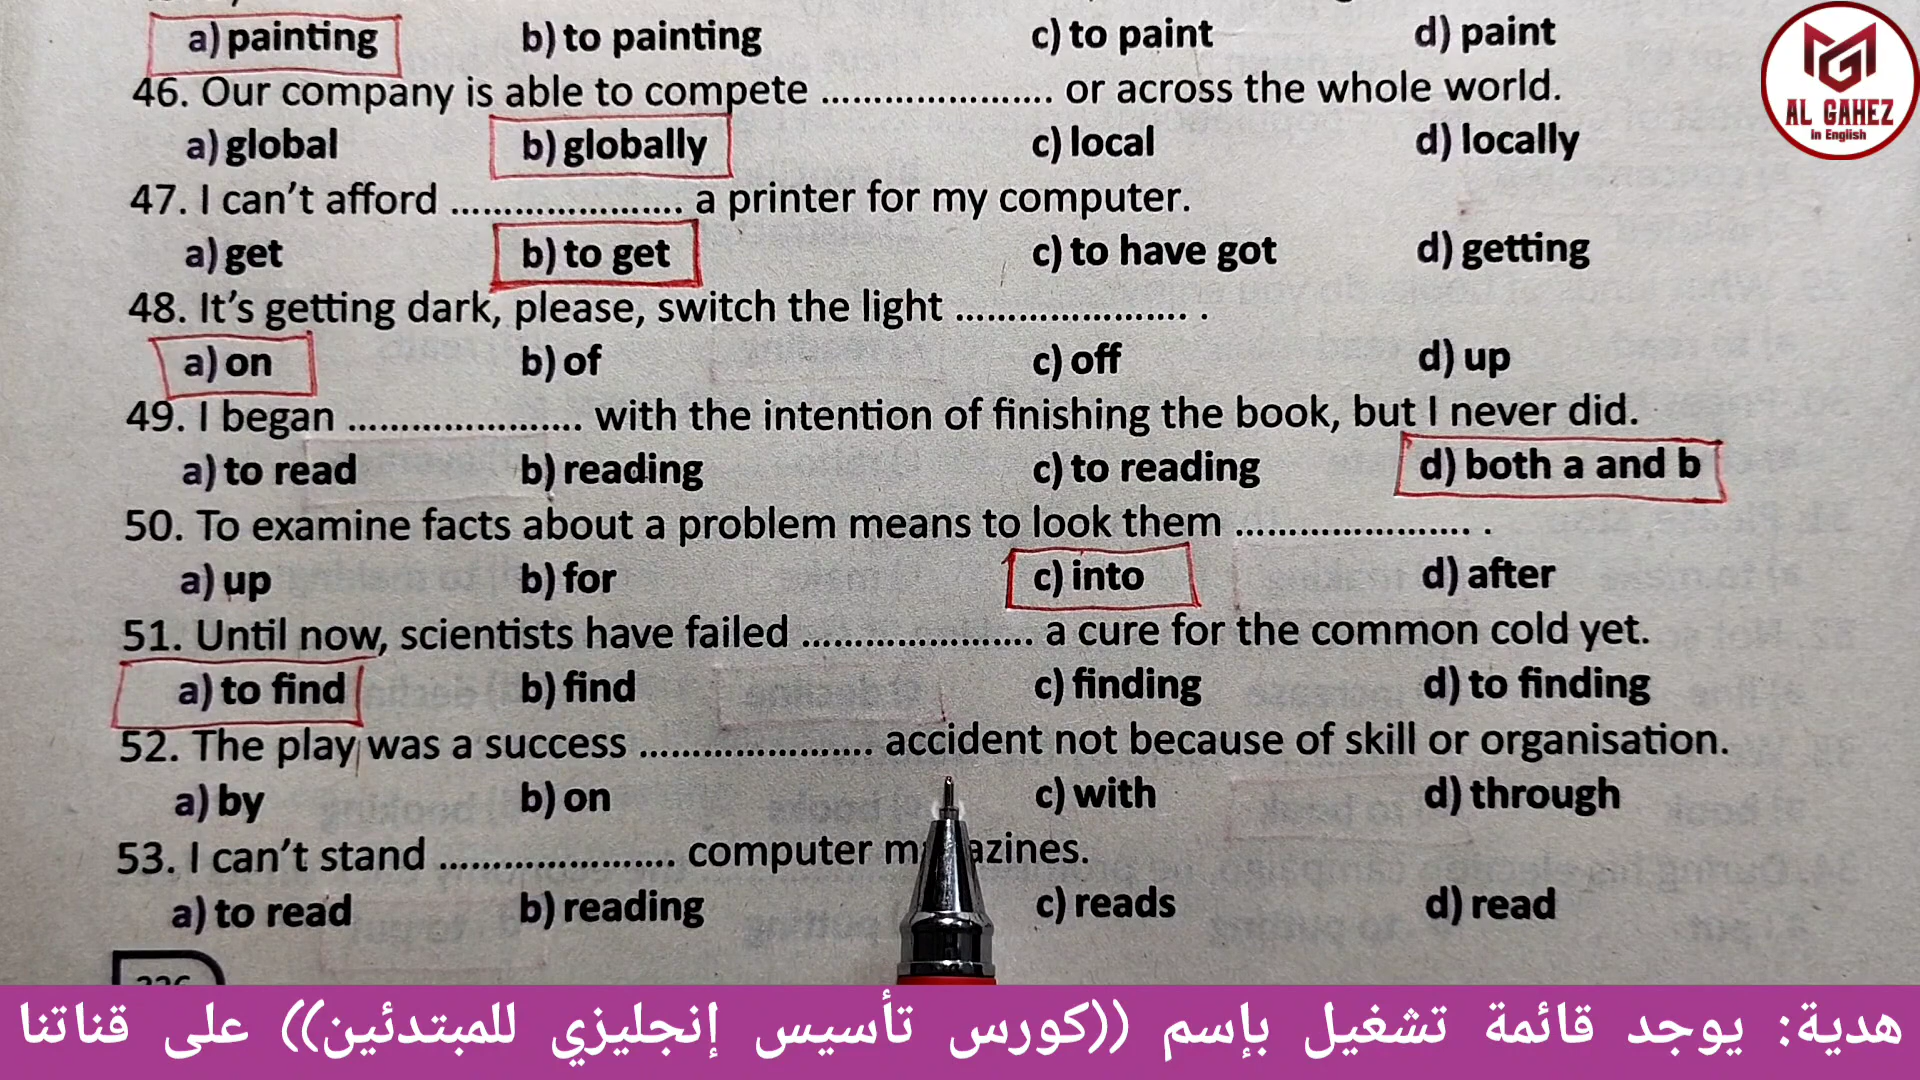 a) painting b) to painting c) to paint d) paint
46. Our company is able to compete ...................... or across the whole world.
a) global b) globally c) local d) locally
47. I can't afford ...................... a printer for my computer.
a) get b) to get c) to have got d) getting
48. It's getting dark, please, switch the light ...................... .
a) on b) of c) off d) up
49. I began ...................... with the intention of finishing the book, but I never did.
a) to read b) reading c) to reading d) both a and b
50. To examine facts about a problem means to look them ...................... .
a) up b) for c) into d) after
51. Until now, scientists have failed ...................... a cure for the common cold yet.
a) to find b) find c) finding d) to finding
52. The play was a success ...................... accident not because of skill or organisation.
a) by b) on c) with d) through
53. I can't stand ...................... computer
a) to read b) reading c) reads d) read
AL GAHEZ
in English
هدية: يوجد قائمة تشغيل بإسم ((كورس تأسيس إنجليزي للمبتدئين)) على قناتنا